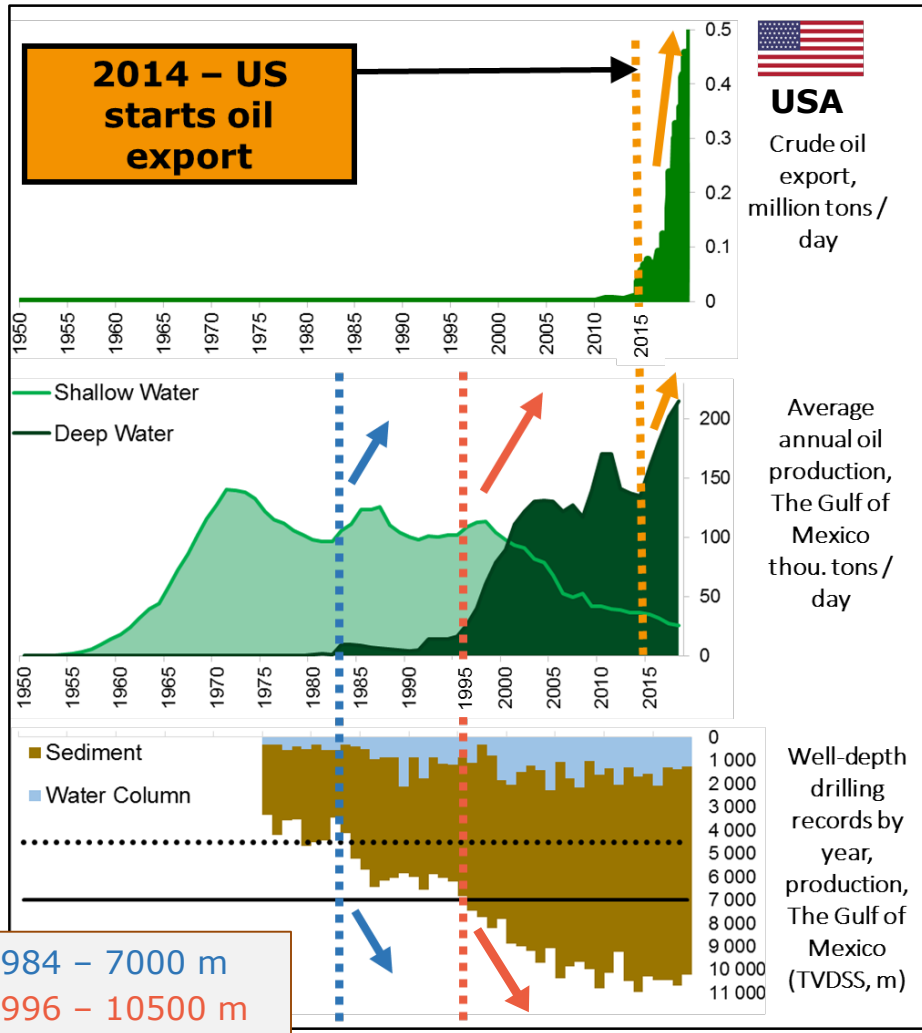 2014 – US
starts oil
export
0.5
0.4
0.3
0.2
0.1
0
USA
Crude oil
export,
million tons /
day
1950
1955
1960
1965
1970
1975
1980
1985
1990
1995
2000
2005
2010
2015
Shallow Water
Deep Water
200
150
100
50
0
Average
annual oil
production,
The Gulf of
Mexico
thou. tons /
day
1950
1955
1960
1965
1970
1975
1980
1985
1990
1995
2000
2005
2010
2015
Sediment
Water Column
0
1 000
2 000
3 000
4 000
5 000
6 000
7 000
8 000
9 000
10 000
11 000
Well-depth
drilling
records by
year,
production,
The Gulf of
Mexico
(TVDSS, m)
984 – 7000 m
996 – 10500 m